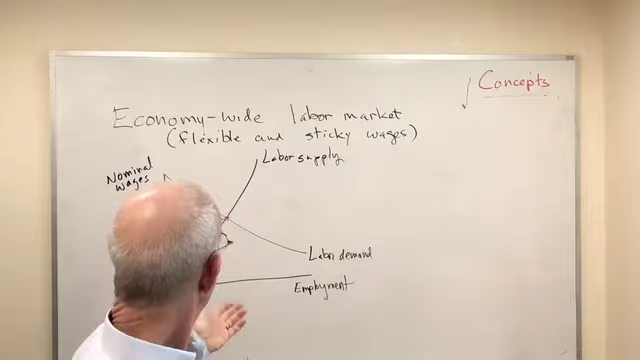 Concepts
Economy-wide labor market
(flexible and sticky wages)
Labor supply
Nominal
wages
Labor demand
Employment